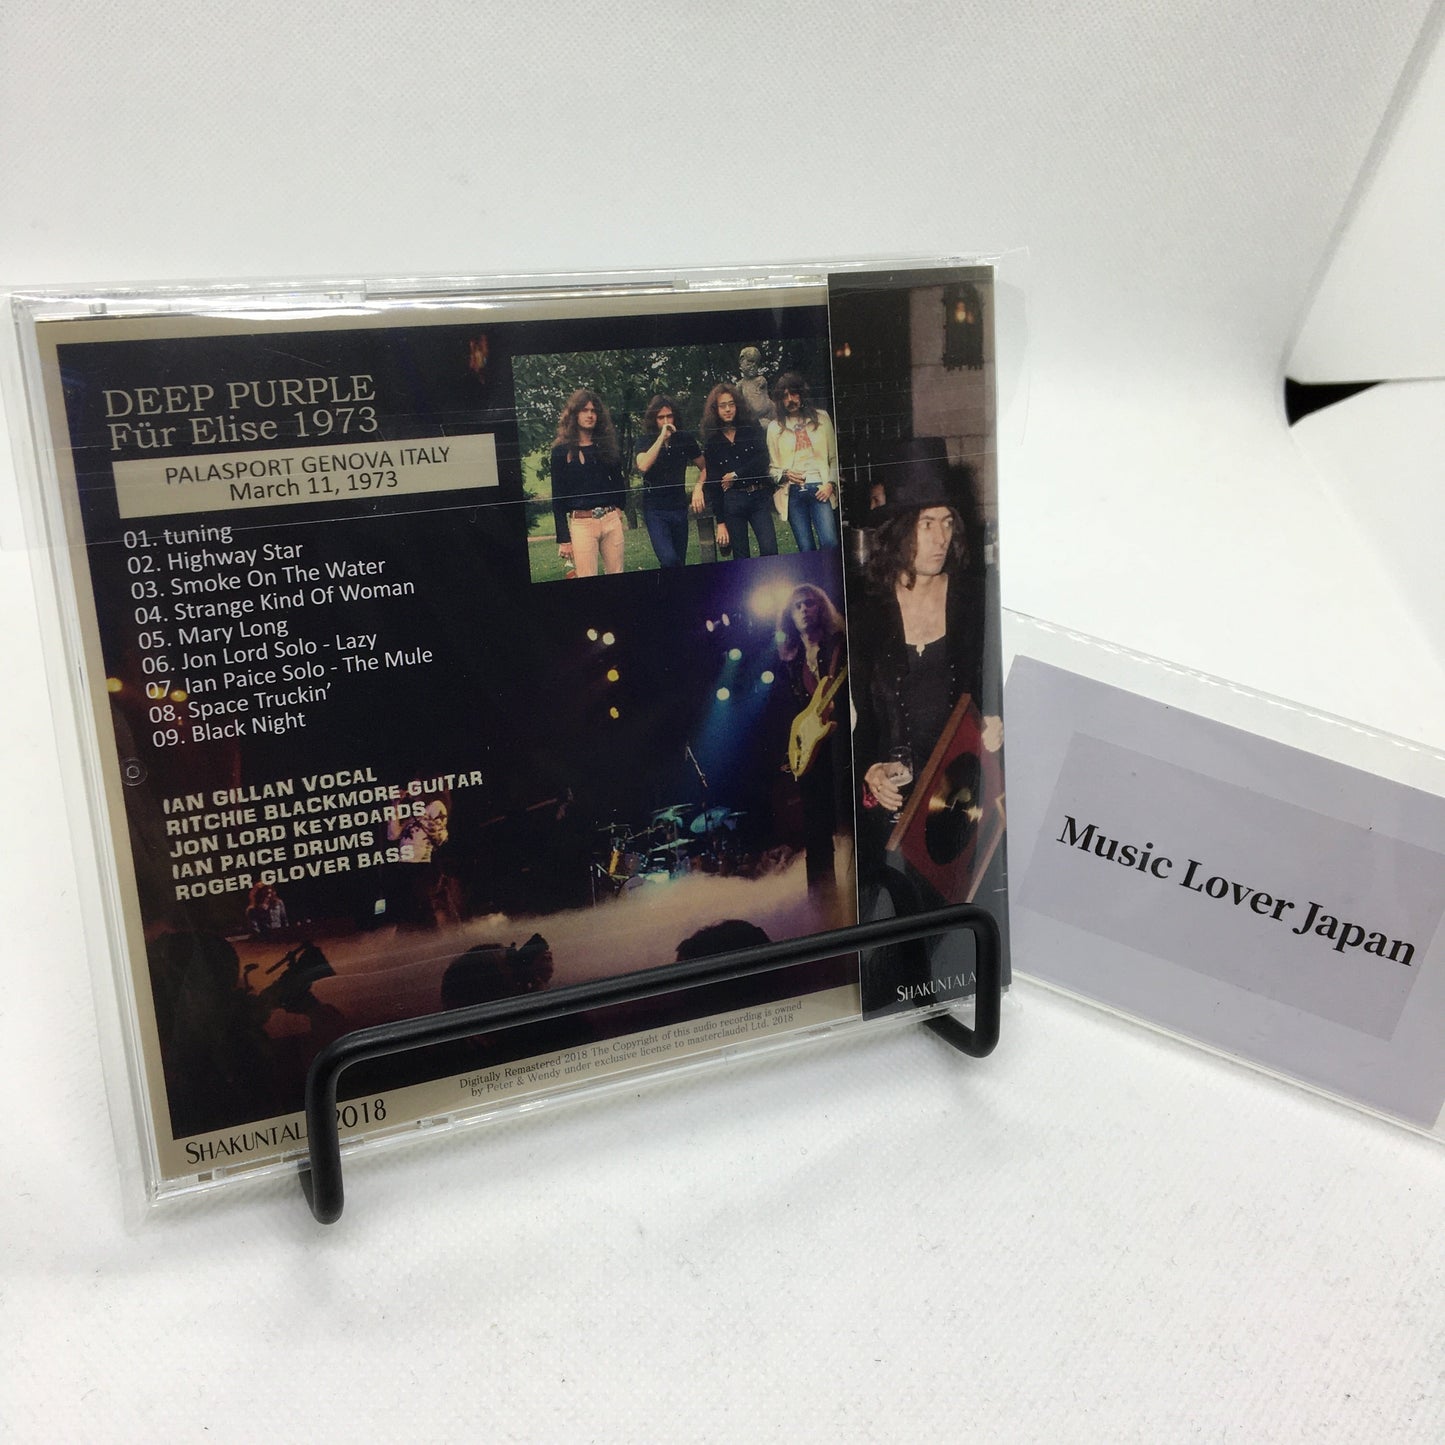 DEEP PURPLE
Für Elise 1973
PALASPORT GENOVA ITALY
March 11, 1973
01. tuning
02. Highway Star
03. Smoke On The Water
04. Strange Kind Of Woman
05. Mary Long
06. Jon Lord Solo - Lazy
07. Ian Paice Solo - The Mule
08. Space Truckin'
09. Black Night
IAN GILLAN VOCAL
RITCHIE BLACKMORE GUITAR
JON LORD KEYBOARDS
IAN PAICE DRUMS
ROGER GLOVER BASS
Digitally Remastered 2018 The Copyright of this audio recording is owned
by Peter & Wendy under exclusive license to masterclaudel Ltd. 2018
SHAKUNTALA 2018
SHAKUNTALA
Music Lover Japan